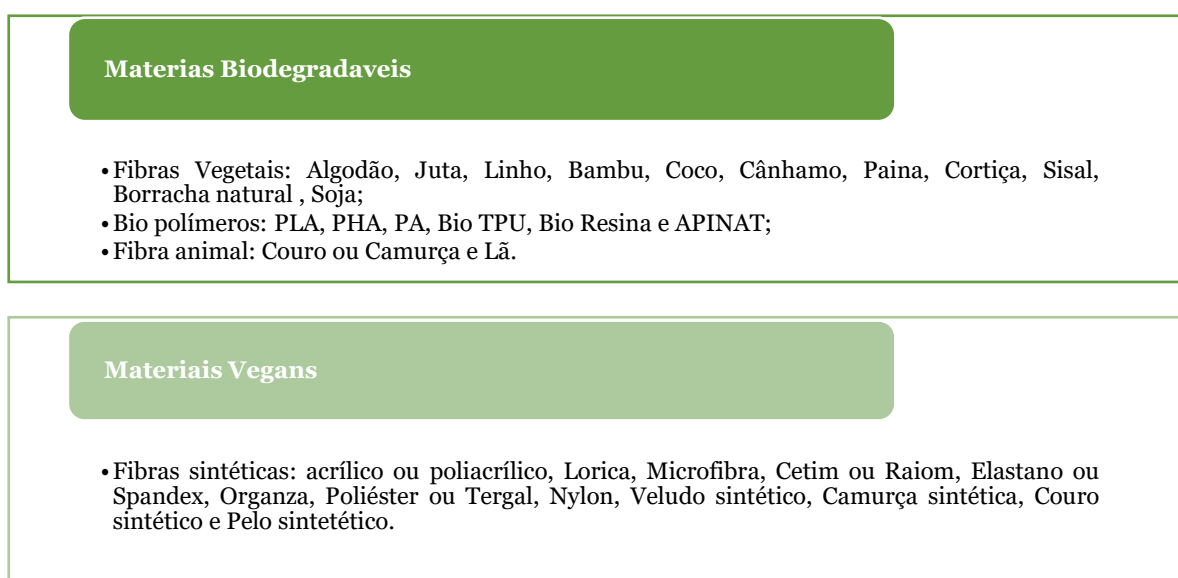 Materias Biodegradaveis
• Fibras Vegetais: Algodão, Juta, Linho, Bambu, Coco, Cânhamo, Paina, Cortiça, Sisal,
Borracha natural , Soja;
• Bio polímeros: PLA, PHA, PA, Bio TPU, Bio Resina e APINAT;
• Fibra animal: Couro ou Camurça e Lã.
Materiais Vegans
• Fibras sintéticas: acrílico ou poliacrílico, Lorica, Microfibra, Cetim ou Raiom, Elastano ou
Spandex, Organza, Poliéster ou Tergal, Nylon, Veludo sintético, Camurça sintética, Couro
sintético e Pelo sintetético.